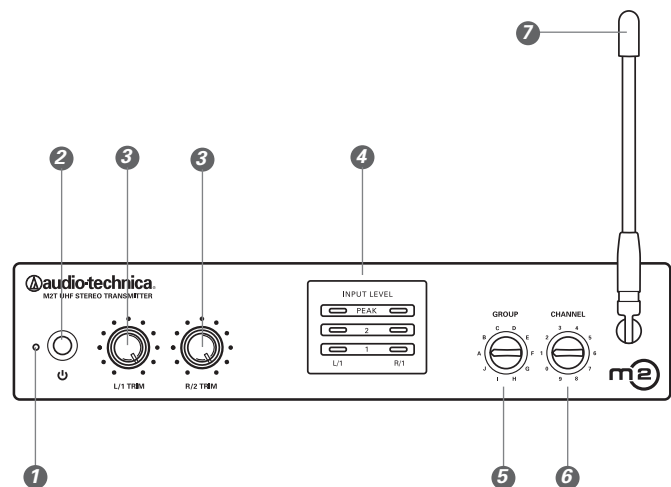 7
2
3
3
4
audio-technica®
M2T UHF STEREO TRANSMITTER
INPUT LEVEL
PEAK
2
1
L/1 R/1
L/1 TRIM
R/2 TRIM
GROUP
A B C D E F G H I J
CHANNEL
1 2 3 4 5 6 7 8 9 0
m2
1
5
6